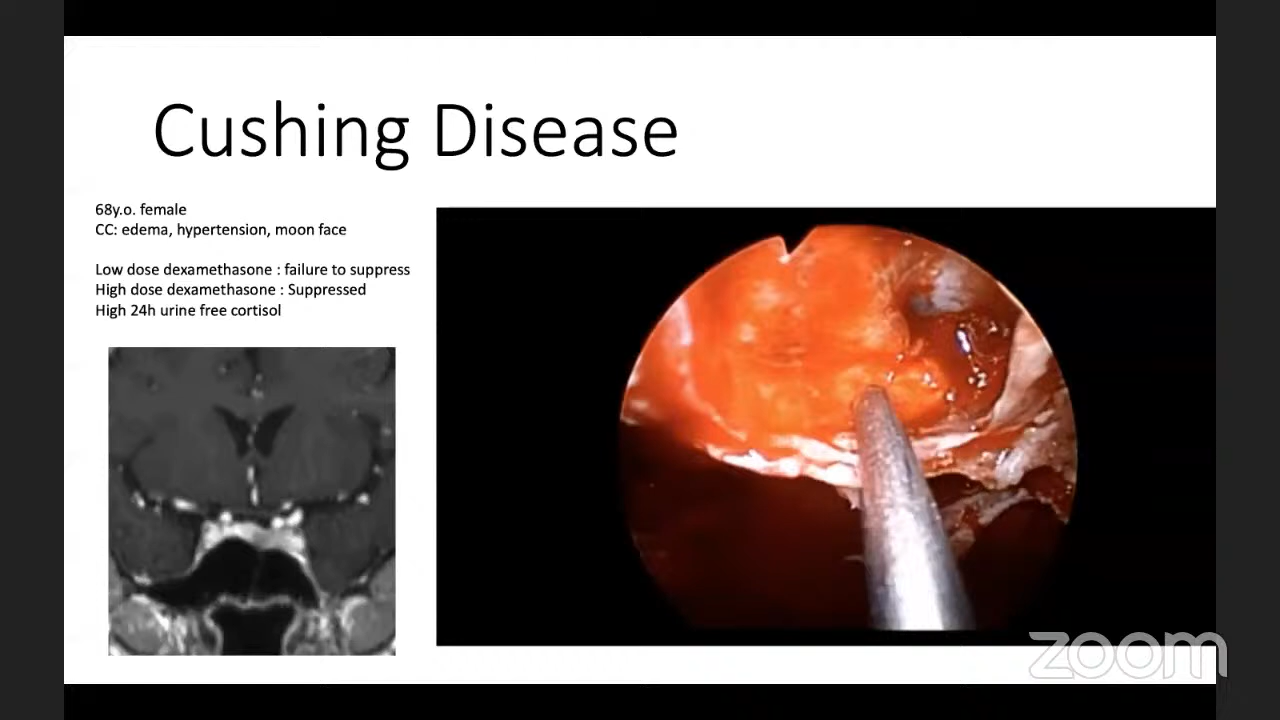 Cushing Disease
68y.o. female
CC: edema, hypertension, moon face
Low dose dexamethasone : failure to suppress
High dose dexamethasone : Suppressed
High 24h urine free cortisol
zoom